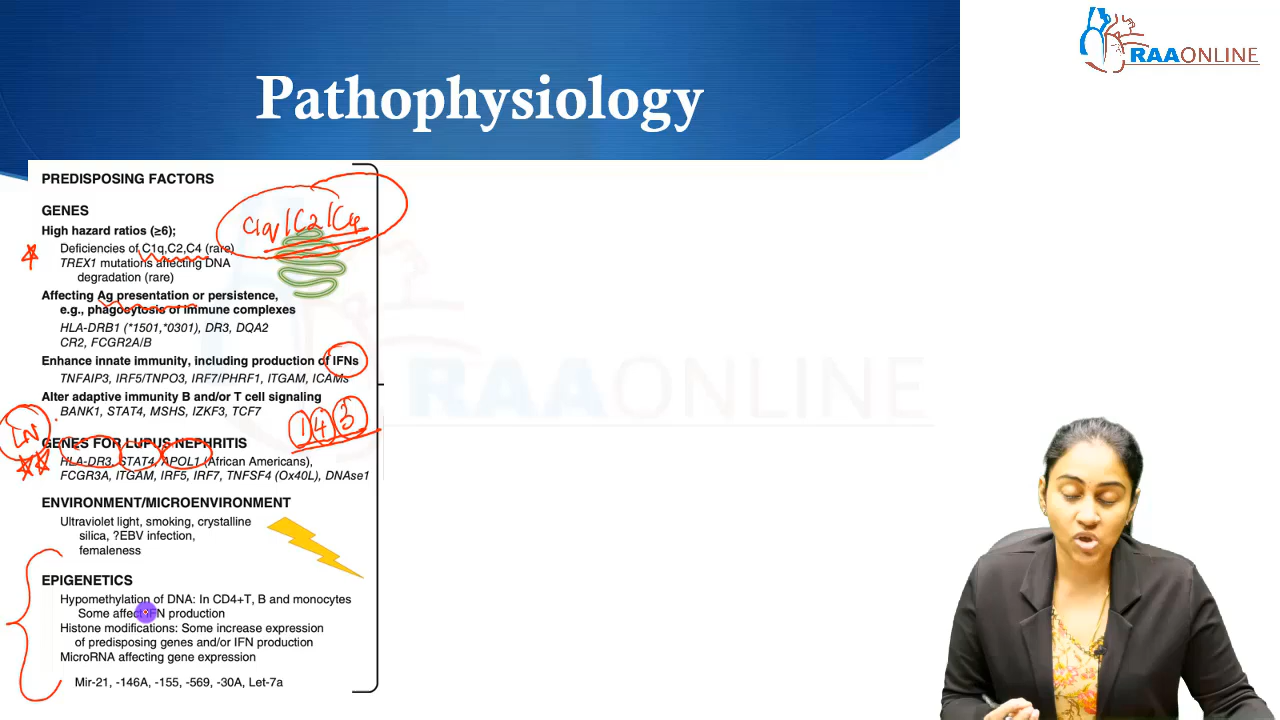 Pathophysiology
RAAONLINE
PREDISPOSING FACTORS
GENES
High hazard ratios (≥6);
Deficiencies of C1q,C2,C4 (rare)
TREX1 mutations affecting DNA
degradation (rare)
C1q/C2/C4
Affecting Ag presentation or persistence,
e.g., phagocytosis of immune complexes
HLA-DRB1 (*1501,*0301), DR3, DQA2
CR2, FCGR2A/B
Enhance innate immunity, including production of IFNs
TNFAIP3, IRF5/TNPO3, IRF7/PHRF1, ITGAM, ICAMs
Alter adaptive immunity B and/or T cell signaling
BANK1, STAT4, MSHS, IZKF3, TCF7
1 4 3
LN
GENES FOR LUPUS NEPHRITIS
HLA-DR3, STAT4, APOL1 (African Americans),
FCGR3A, ITGAM, IRF5, IRF7, TNFSF4 (Ox40L), DNAse1
ENVIRONMENT/MICROENVIRONMENT
Ultraviolet light, smoking, crystalline
silica, ?EBV infection,
femaleness
EPIGENETICS
Hypomethylation of DNA: In CD4+T, B and monocytes
Some affect production
Histone modifications: Some increase expression
of predisposing genes and/or IFN production
MicroRNA affecting gene expression
Mir-21, -146A, -155, -569, -30A, Let-7a
RAAONLINE